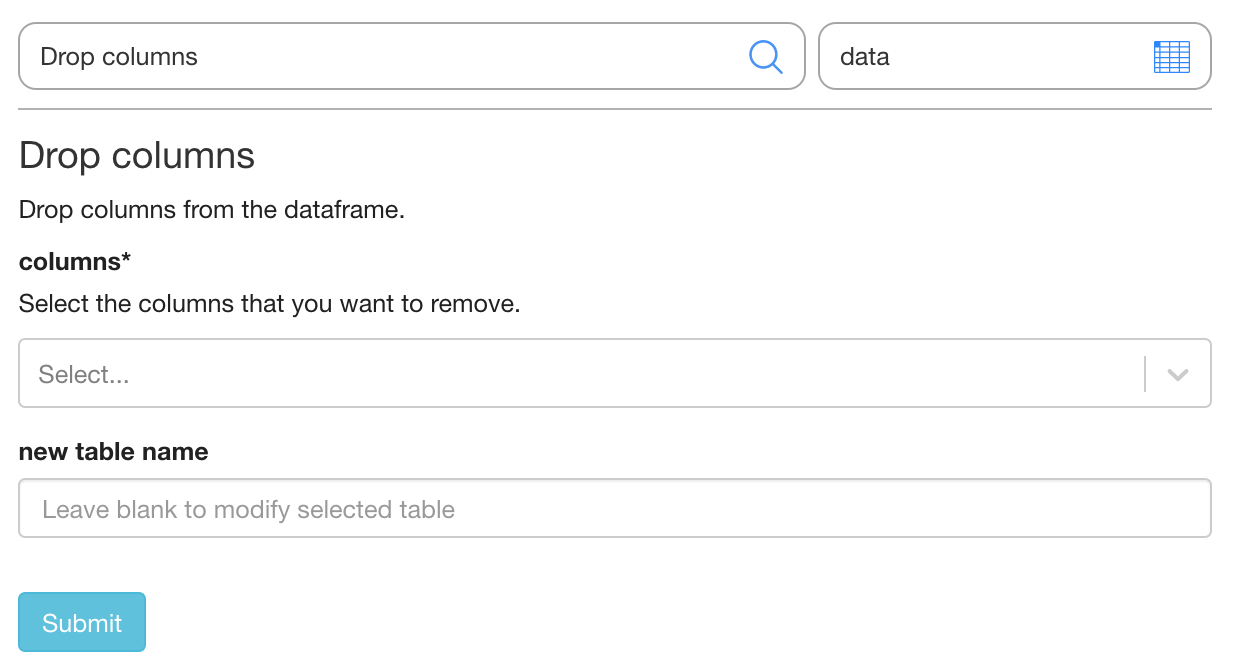 Drop columns
data
Drop columns
Drop columns from the dataframe.
columns*
Select the columns that you want to remove.
Select...
new table name
Leave blank to modify selected table
Submit